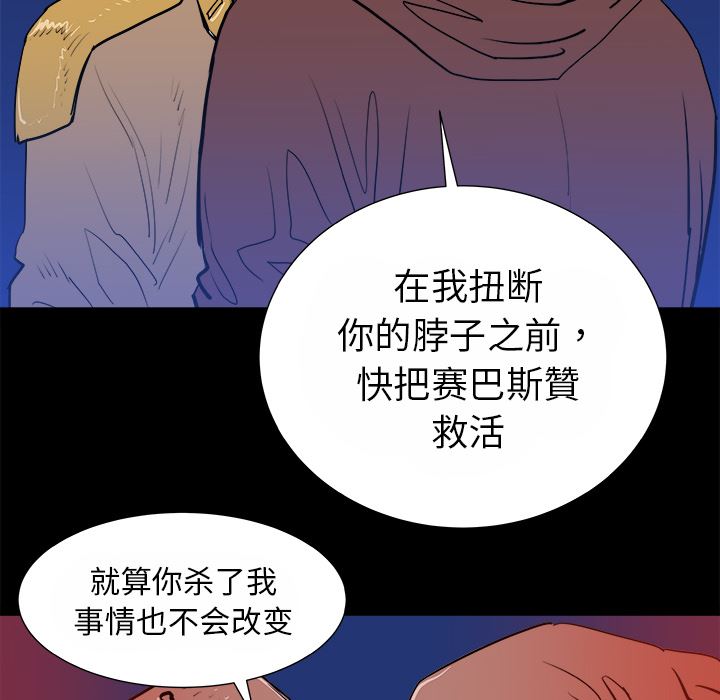 在我扭断
你的脖子之前，
快把赛巴斯贊
救活
就算你杀了我
事情也不会改变